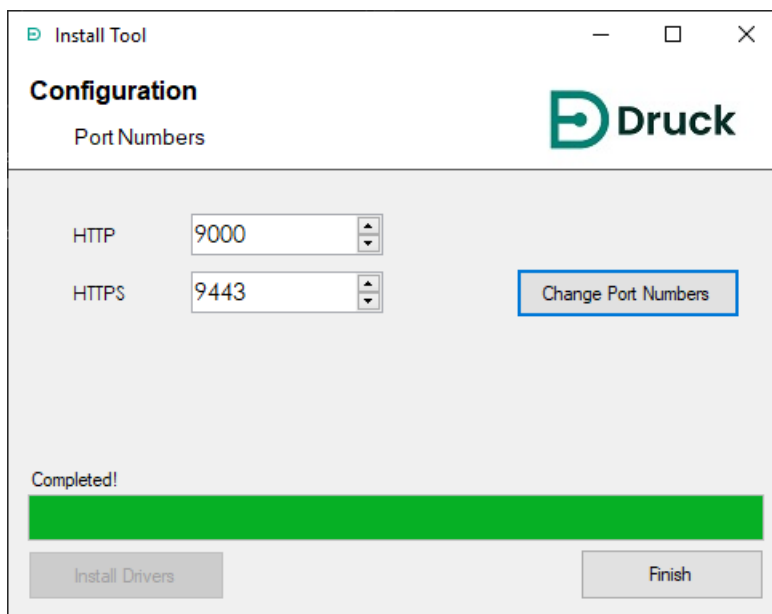 Install Tool
Configuration
Port Numbers
Druck
HTTP 9000
HTTPS 9443
Change Port Numbers
Completed!
Install Drivers
Finish